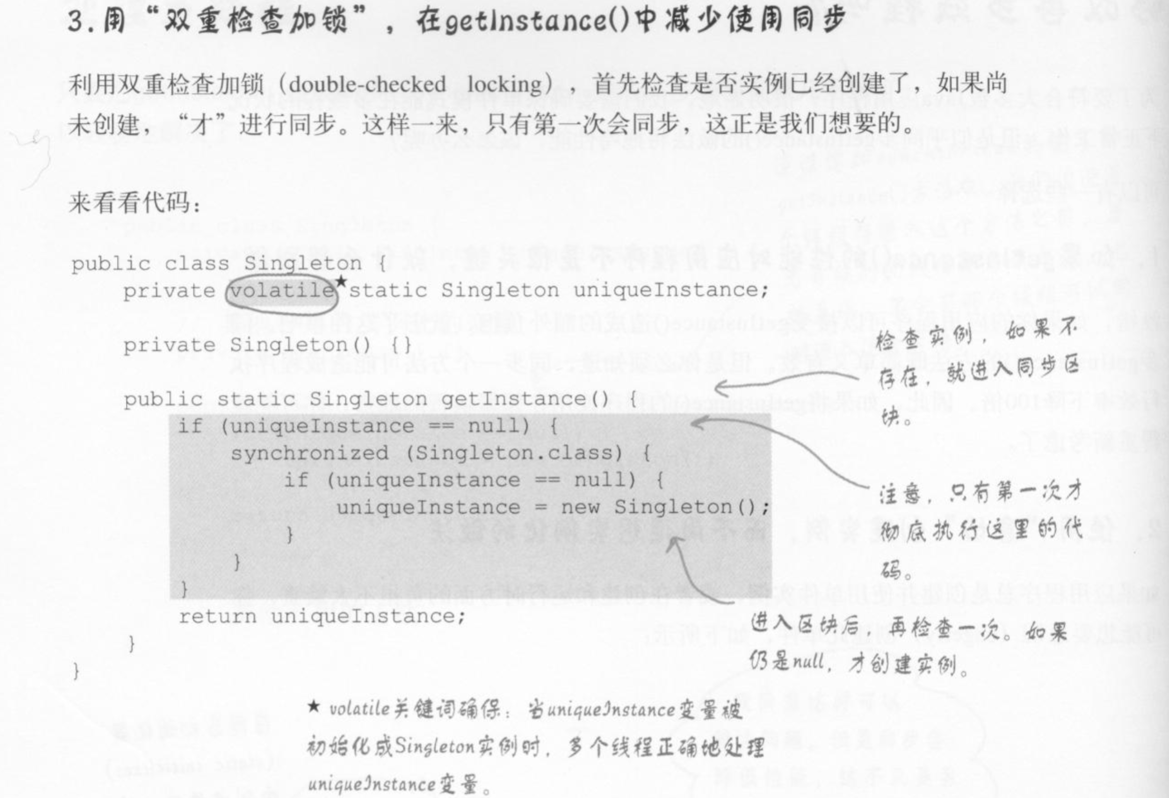 3.用“双重检查加锁”，在getInstance()中减少使用同步
利用双重检查加锁（double-checked locking），首先检查是否实例已经创建了，如果尚
未创建，“才”进行同步。这样一来，只有第一次会同步，这正是我们想要的。
来看看代码：
public class Singleton {
private volatile★static Singleton uniqueInstance;
private Singleton() {}
public static Singleton getInstance() {
if (uniqueInstance == null) {
synchronized (Singleton.class) {
if (uniqueInstance == null) {
uniqueInstance = new Singleton();
}
}
}
return uniqueInstance;
}
}
检查实例，如果不
存在，就进入同步区
块。
注意，只有第一次才
彻底执行这里的代
码。
进入区块后，再检查一次。如果
仍是null，才创建实例。
★ volatile关键词确保：当uniqueInstance变量被
初始化成Singleton实例时，多个线程正确地处理
uniqueInstance变量。